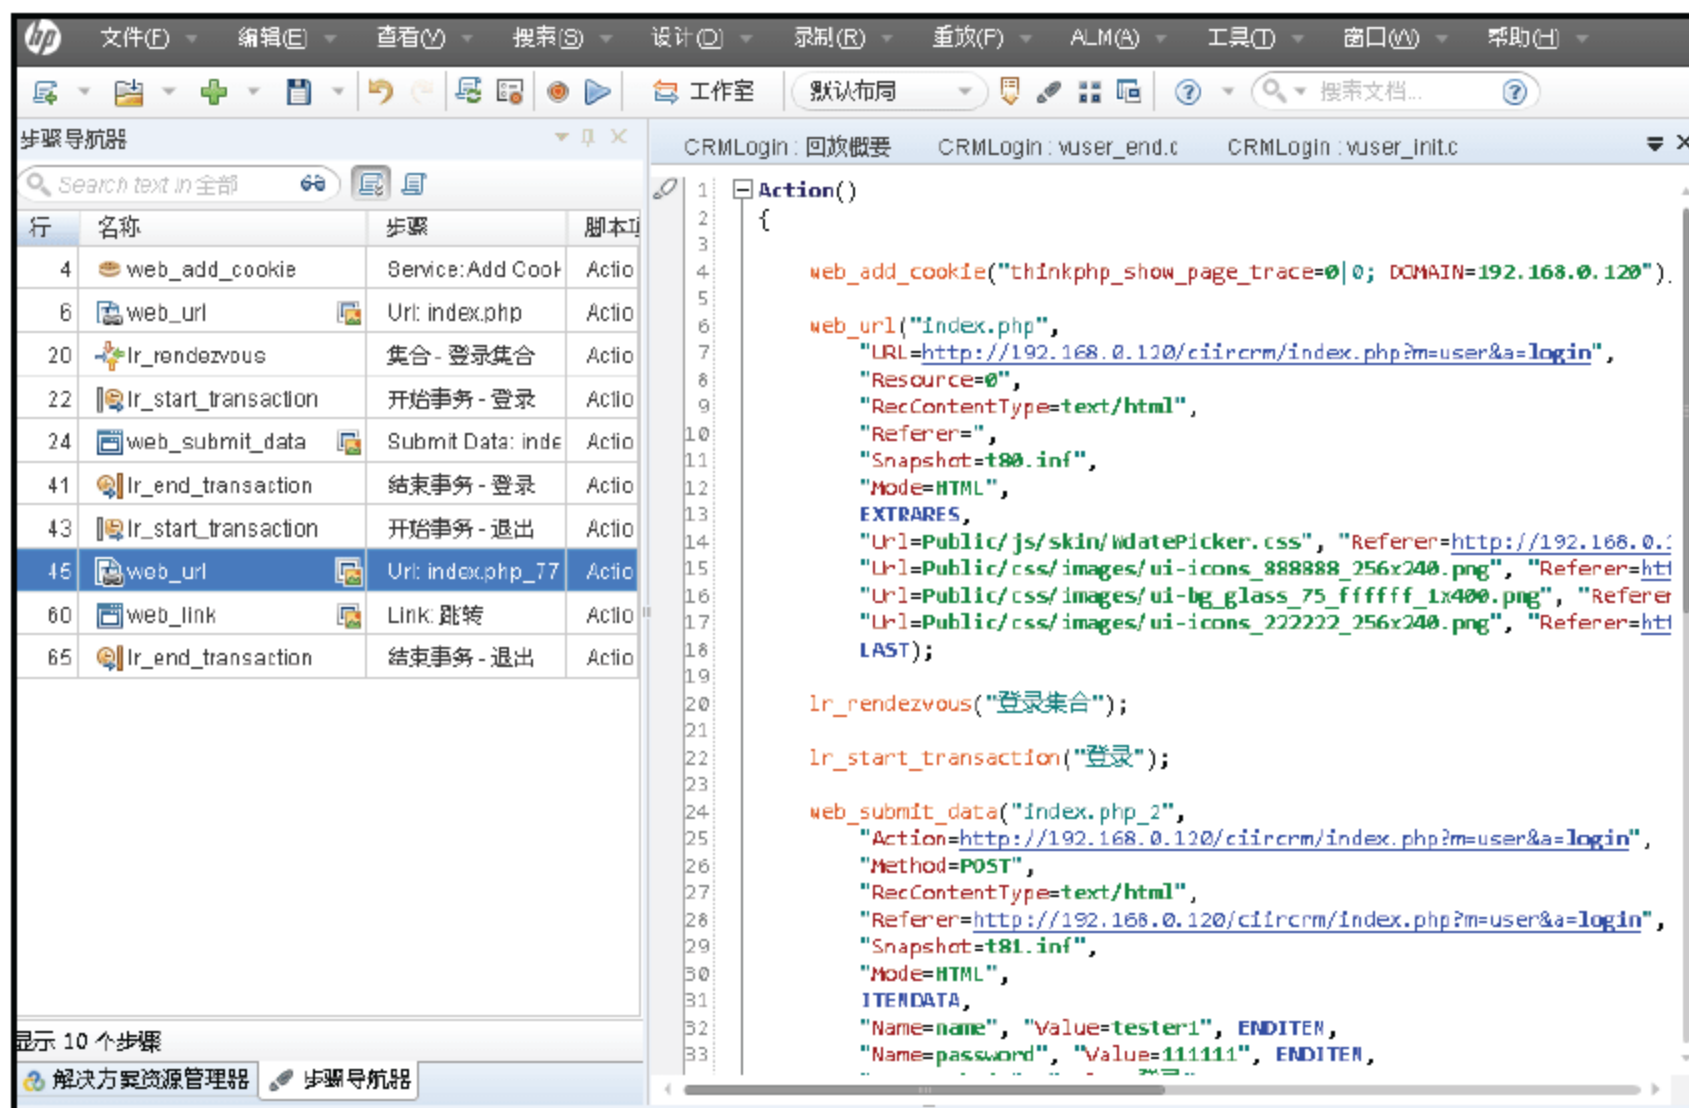 hp 文件(F) 编辑(E) 查看(V) 搜索(S) 设计(D) 录制(R) 重放(P) ALM(A) 工具(T) 窗口(W) 帮助(H)
工作室 默认布局 搜索文档...
步骤导航器
CRMLogin : 回放概要 CRMLogin : vuser_end.c CRMLogin : vuser_init.c
Search text in 全部
行 名称 步骤 脚本项
4 web_add_cookie Service: Add Cook Actio
6 web_url Url: index.php Actio
20 lr_rendezvous 集合 - 登录集合 Actio
22 lr_start_transaction 开始事务 - 登录 Actio
24 web_submit_data Submit Data: inde Actio
41 lr_end_transaction 结束事务 - 登录 Actio
43 lr_start_transaction 开始事务 - 退出 Actio
46 web_url Url: index.php_77 Actio
60 web_link Link: 跳转 Actio
65 lr_end_transaction 结束事务 - 退出 Actio
显示 10 个步骤
解决方案资源管理器 步骤导航器
1 Action()
2 {
3
4 web_add_cookie("thinkphp_show_page_trace=0|0; DOMAIN=192.168.0.120")
5
6 web_url("index.php",
7 "URL=http://192.168.0.120/ciircrm/index.php?m=user&a=login",
8 "Resource=0",
9 "RecContentType=text/html",
10 "Referer=",
11 "Snapshot=t80.inf",
12 "Mode=HTML",
13 EXTRARES,
14 "Url=Public/js/skin/WdatePicker.css", "Referer=http://192.168.0.1
15 "Url=Public/css/images/ui-icons_888888_256x240.png", "Referer=htt
16 "Url=Public/css/images/ui-bg_glass_75_ffffff_1x400.png", "Referer
17 "Url=Public/css/images/ui-icons_222222_256x240.png", "Referer=htt
18 LAST);
19
20 lr_rendezvous("登录集合");
21
22 lr_start_transaction("登录");
23
24 web_submit_data("index.php_2",
25 "Action=http://192.168.0.120/ciircrm/index.php?m=user&a=login",
26 "Method=POST",
27 "RecContentType=text/html",
28 "Referer=http://192.168.0.120/ciircrm/index.php?m=user&a=login",
29 "Snapshot=t81.inf",
30 "Mode=HTML",
31 ITEMDATA,
32 "Name=name", "Value=tester1", ENDITEM,
33 "Name=password", "Value=111111", ENDITEM,